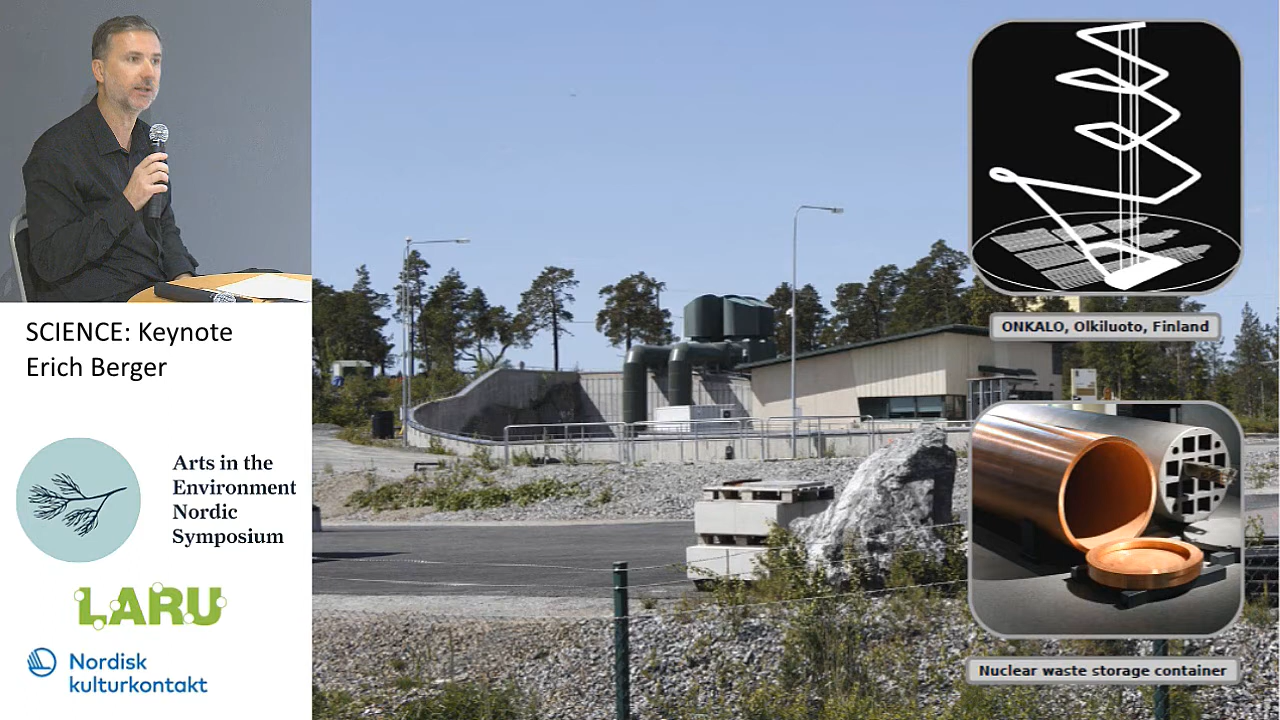 SCIENCE: Keynote
Erich Berger
Arts in the
Environment
Nordic
Symposium
LARU
Nordisk
kulturkontakt
ONKALO, Olkiluoto, Finland
Nuclear waste storage container